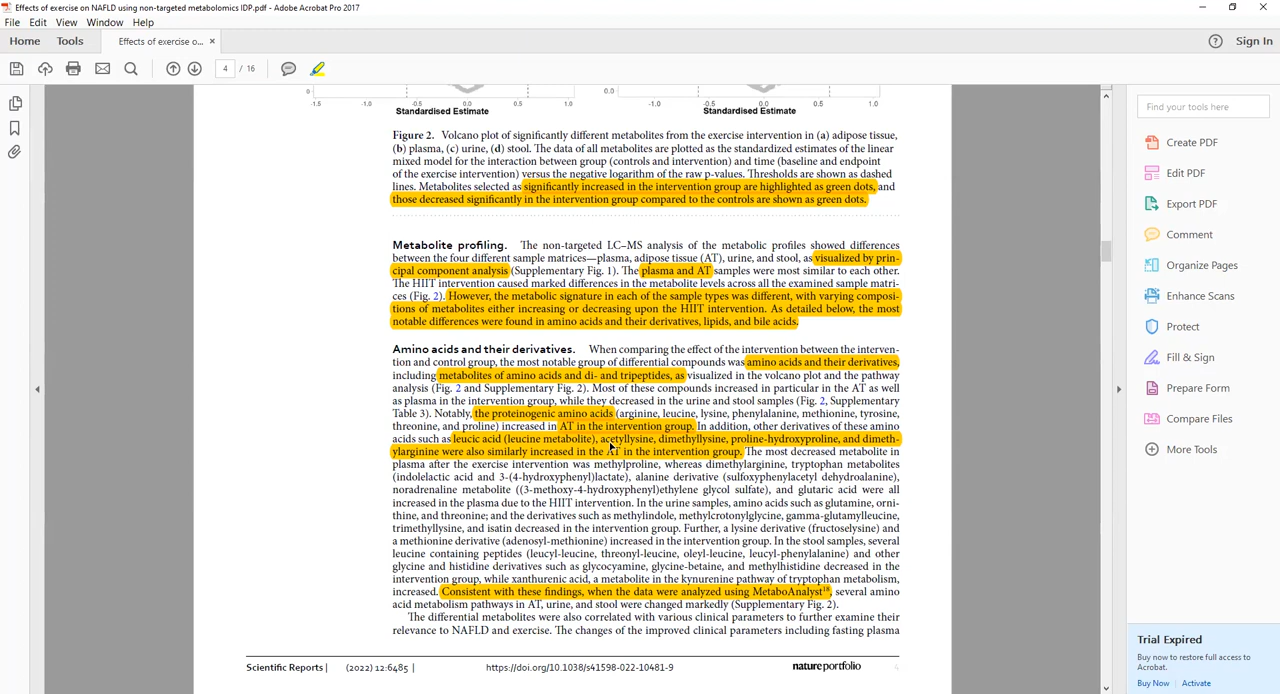 Effects of exercise on NAFLD using non-targeted metabolomics IDP.pdf - Adobe Acrobat Pro 2017
File Edit View Window Help
Home Tools Effects of exercise o... × Sign In
4 / 16
0 0.0
-1.5 -1.0 -0.5 0.0 0.5 1.0 -1.0 -0.5 0.0 0.5 1.0
Standardised Estimate Standardised Estimate
Figure 2. Volcano plot of significantly different metabolites from the exercise intervention in (a) adipose tissue,
(b) plasma, (c) urine, (d) stool. The data of all metabolites are plotted as the standardized estimates of the linear
mixed model for the interaction between group (controls and intervention) and time (baseline and endpoint
of the exercise intervention) versus the negative logarithm of the raw p-values. Thresholds are shown as dashed
lines. Metabolites selected as significantly increased in the intervention group are highlighted as green dots, and
those decreased significantly in the intervention group compared to the controls are shown as green dots.
Metabolite profiling. The non-targeted LC–MS analysis of the metabolic profiles showed differences
between the four different sample matrices—plasma, adipose tissue (AT), urine, and stool, as visualized by prin-
cipal component analysis (Supplementary Fig. 1). The plasma and AT samples were most similar to each other.
The HIIT intervention caused marked differences in the metabolite levels across all the examined sample matri-
ces (Fig. 2). However, the metabolic signature in each of the sample types was different, with varying composi-
tions of metabolites either increasing or decreasing upon the HIIT intervention. As detailed below, the most
notable differences were found in amino acids and their derivatives, lipids, and bile acids.
Amino acids and their derivatives. When comparing the effect of the intervention between the interven-
tion and control group, the most notable group of differential compounds was amino acids and their derivatives,
including metabolites of amino acids and di- and tripeptides, as visualized in the volcano plot and the pathway
analysis (Fig. 2 and Supplementary Fig. 2). Most of these compounds increased in particular in the AT as well
as plasma in the intervention group, while they decreased in the urine and stool samples (Fig. 2, Supplementary
Table 3). Notably, the proteinogenic amino acids (arginine, leucine, lysine, phenylalanine, methionine, tyrosine,
threonine, and proline) increased in AT in the intervention group. In addition, other derivatives of these amino
acids such as leucic acid (leucine metabolite), acetyllysine, dimethyllysine, proline-hydroxyproline, and dimeth-
ylarginine were also similarly increased in the AT in the intervention group. The most decreased metabolite in
plasma after the exercise intervention was methylproline, whereas dimethylarginine, tryptophan metabolites
(indolelactic acid and 3-(4-hydroxyphenyl)lactate), alanine derivative (sulfoxyphenylacetyl dehydroalanine),
noradrenaline metabolite ((3-methoxy-4-hydroxyphenyl)ethylene glycol sulfate), and glutaric acid were all
increased in the plasma due to the HIIT intervention. In the urine samples, amino acids such as glutamine, orni-
thine, and threonine; and the derivatives such as methylindole, methylcrotonylglycine, gamma-glutamylleucine,
trimethyllysine, and isatin decreased in the intervention group. Further, a lysine derivative (fructoselysine) and
a methionine derivative (adenosyl-methionine) increased in the intervention group. In the stool samples, several
leucine containing peptides (leucyl-leucine, threonyl-leucine, oleyl-leucine, leucyl-phenylalanine) and other
glycine and histidine derivatives such as glycocyamine, glycine-betaine, and methylhistidine decreased in the
intervention group, while xanthurenic acid, a metabolite in the kynurenine pathway of tryptophan metabolism,
increased. Consistent with these findings, when the data were analyzed using MetaboAnalyst18, several amino
acid metabolism pathways in AT, urine, and stool were changed markedly (Supplementary Fig. 2).
The differential metabolites were also correlated with various clinical parameters to further examine their
relevance to NAFLD and exercise. The changes of the improved clinical parameters including fasting plasma
Scientific Reports | (2022) 12:6485 | https://doi.org/10.1038/s41598-022-10481-9 natureportfolio 4
Find your tools here
Create PDF
Edit PDF
Export PDF
Comment
Organize Pages
Enhance Scans
Protect
Fill & Sign
Prepare Form
Compare Files
More Tools
Trial Expired
Buy now to restore full access to
Acrobat.
Buy Now | Activate